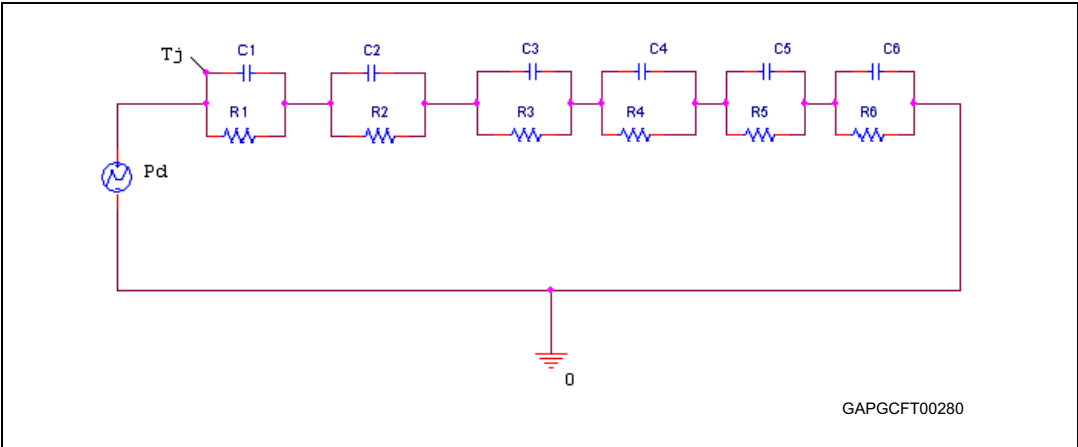 Tj C1 C2 C3 C4 C5 C6
R1 R2 R3 R4 R5 R6
Pd
0
GAPGCFT00280